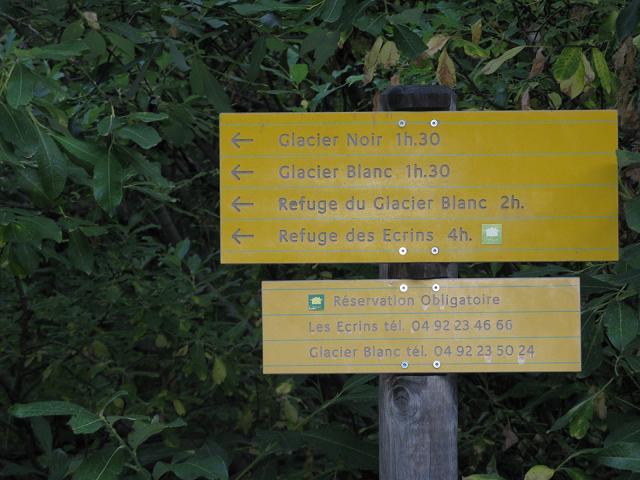 ← Glacier Noir 1h.30
← Glacier Blanc 1h.30
← Refuge du Glacier Blanc 2h.
← Refuge des Ecrins 4h.
Réservation Obligatoire
Les Ecrins tél. 04 92 23 46 66
Glacier Blanc tél. 04 92 23 50 24